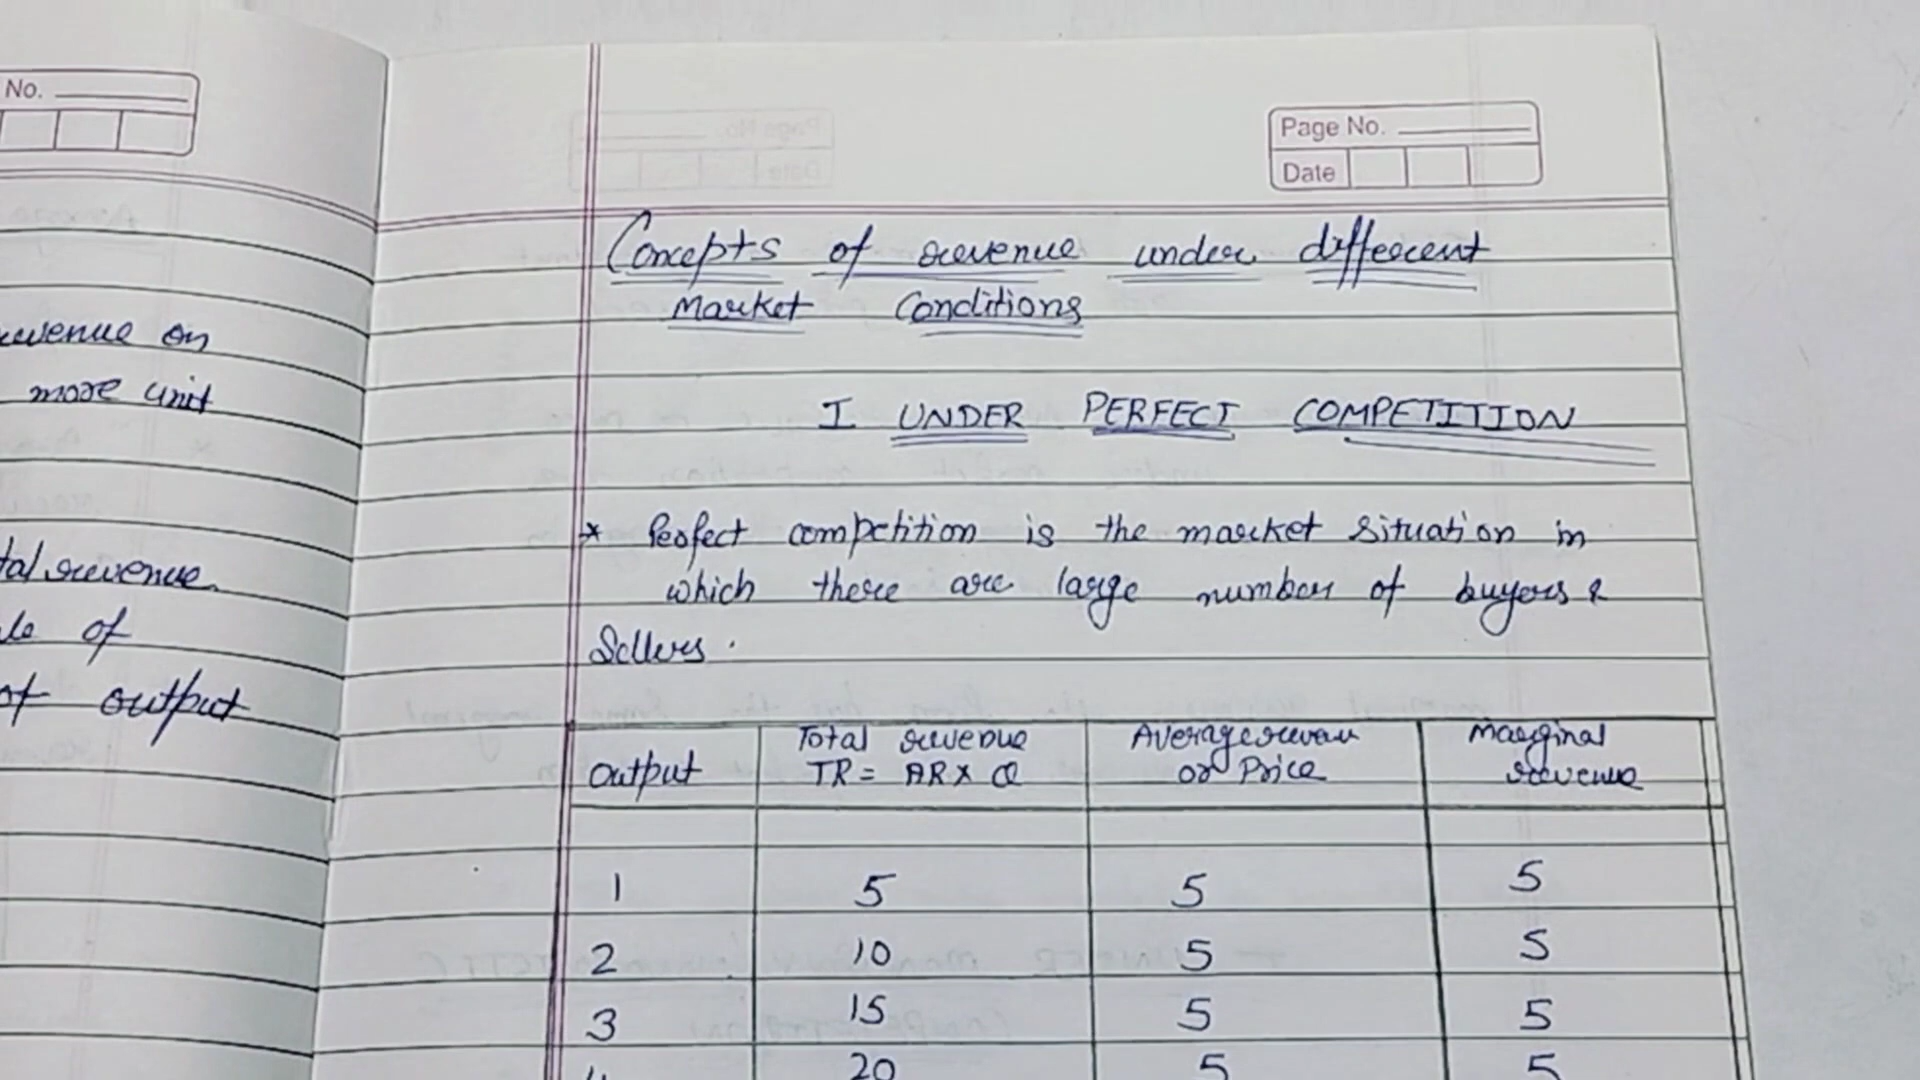 No.
revenue on
more unit
tal revenue
le of
of output
Page No.
Date
Concepts of revenue under different
Market Conditions
I UNDER PERFECT COMPETITION
* Perfect competition is the market situation in
which there are large number of buyers &
Sellers.
output | Total revenue TR = AR x Q | Average revenu or Price | Marginal revenue
1 5 5 5
2 10 5 5
3 15 5 5
4 20 5 5